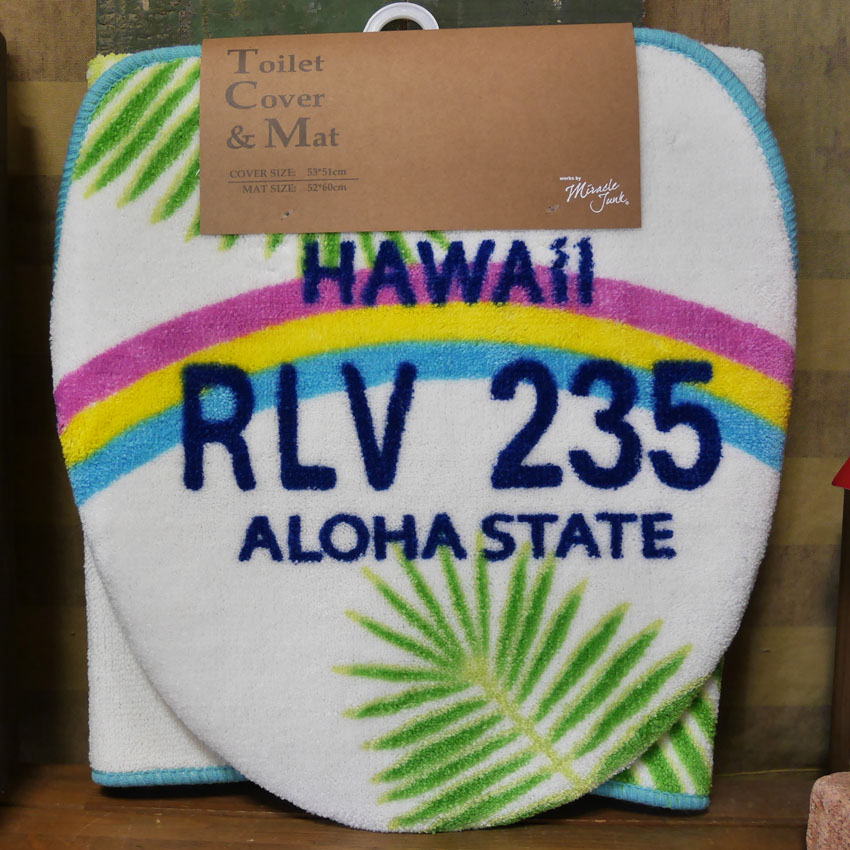 Toilet
Cover
& Mat
COVER SIZE: 53*51cm
MAT SIZE: 52*60cm
works by
Miracle
Junk
HAWAii
RLV 235
ALOHA STATE